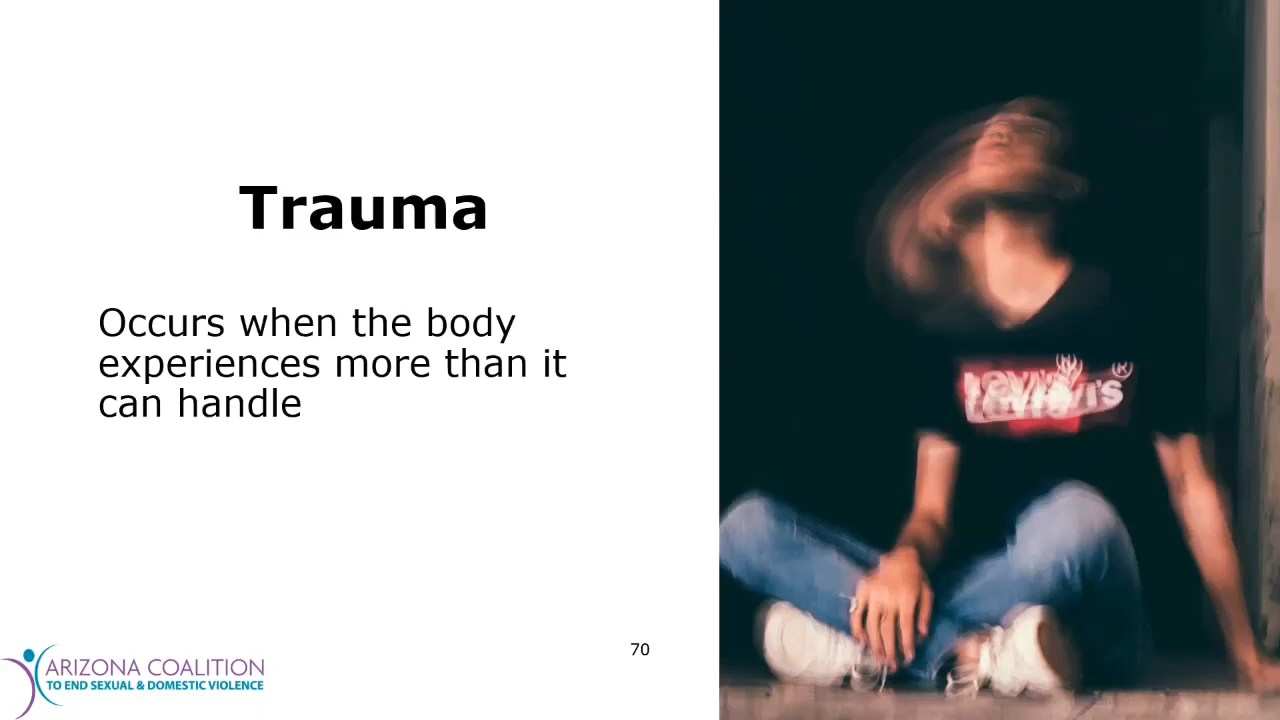 Trauma
Occurs when the body
experiences more than it
can handle
Levi's
®
70
ARIZONA COALITION
TO END SEXUAL & DOMESTIC VIOLENCE